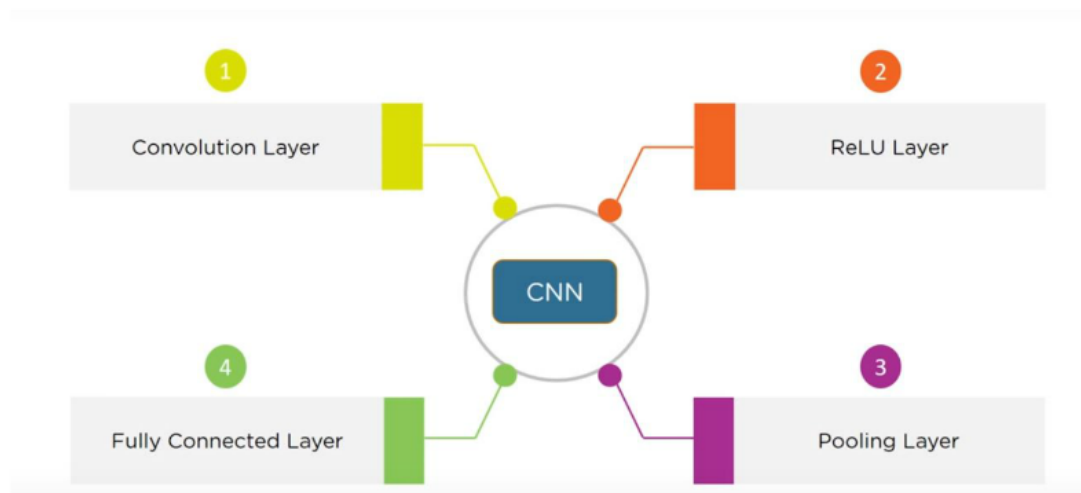 1
Convolution Layer
2
ReLU Layer
CNN
4
Fully Connected Layer
3
Pooling Layer